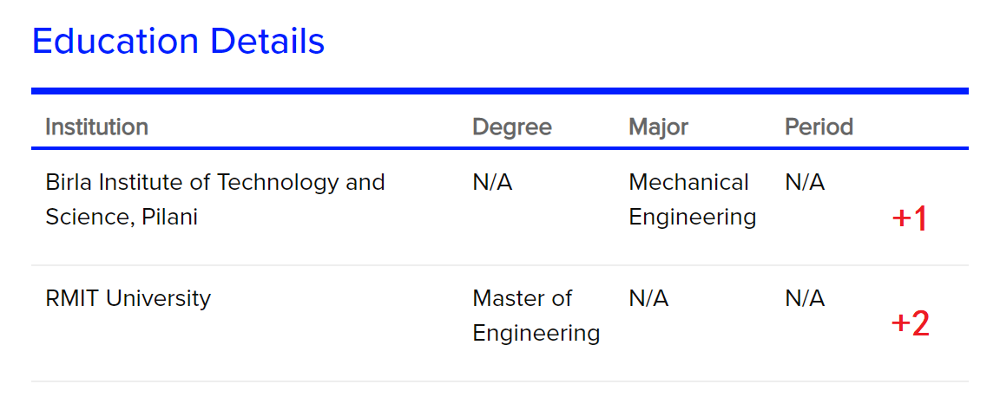 Education Details
Institution Degree Major Period
Birla Institute of Technology and N/A Mechanical N/A
Science, Pilani Engineering +1
RMIT University Master of N/A N/A
Engineering +2